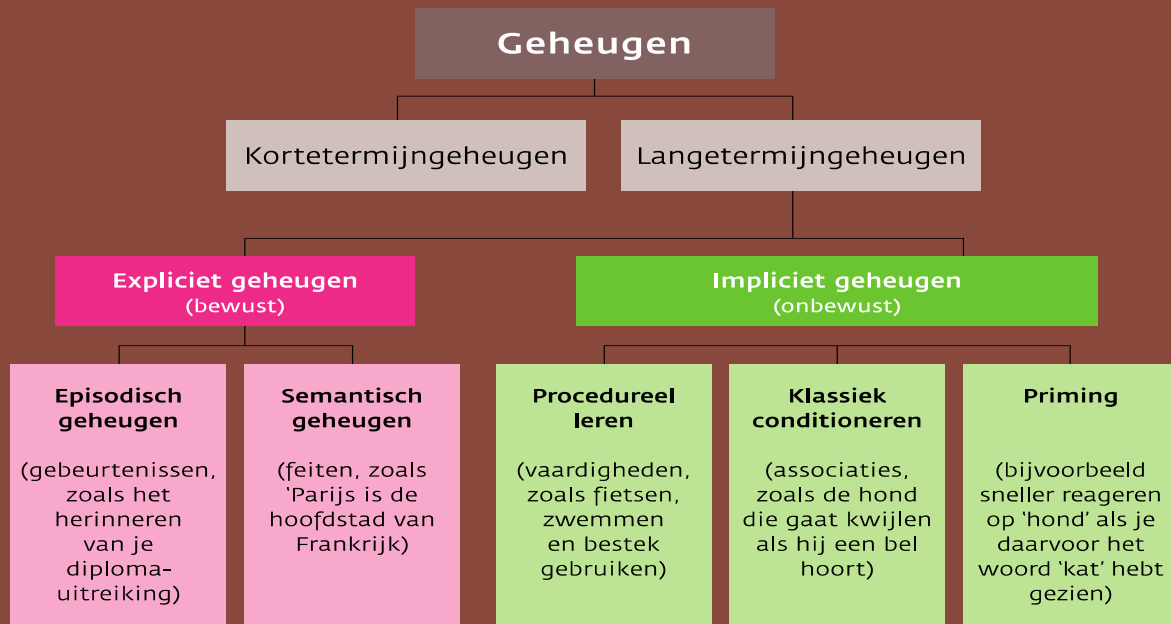 Geheugen
Kortetermijngeheugen
Langetermijngeheugen
Expliciet geheugen
(bewust)
Impliciet geheugen
(onbewust)
Episodisch
geheugen
(gebeurtenissen,
zoals het
herinneren
van je
diploma-
uitreiking)
Semantisch
geheugen
(feiten, zoals
‘Parijs is de
hoofdstad van
Frankrijk)
Procedureel
leren
(vaardigheden,
zoals fietsen,
zwemmen
en bestek
gebruiken)
Klassiek
conditioneren
(associaties,
zoals de hond
die gaat kwijlen
als hij een bel
hoort)
Priming
(bijvoorbeeld
sneller reageren
op ‘hond’ als je
daarvoor het
woord ‘kat’ hebt
gezien)